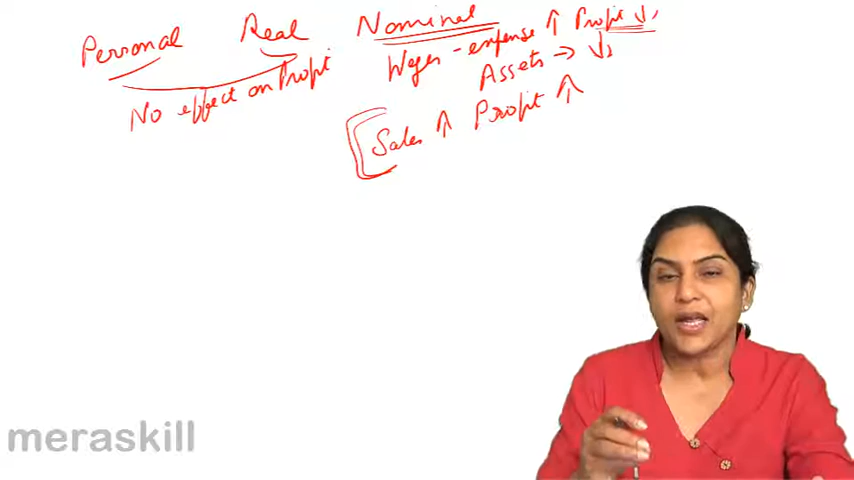 Personal Real Nominal
No effect on Profit
Wages - expense ↑ Profit ↓
Assets → ↓
Sales ↑ Profit ↑
meraskill